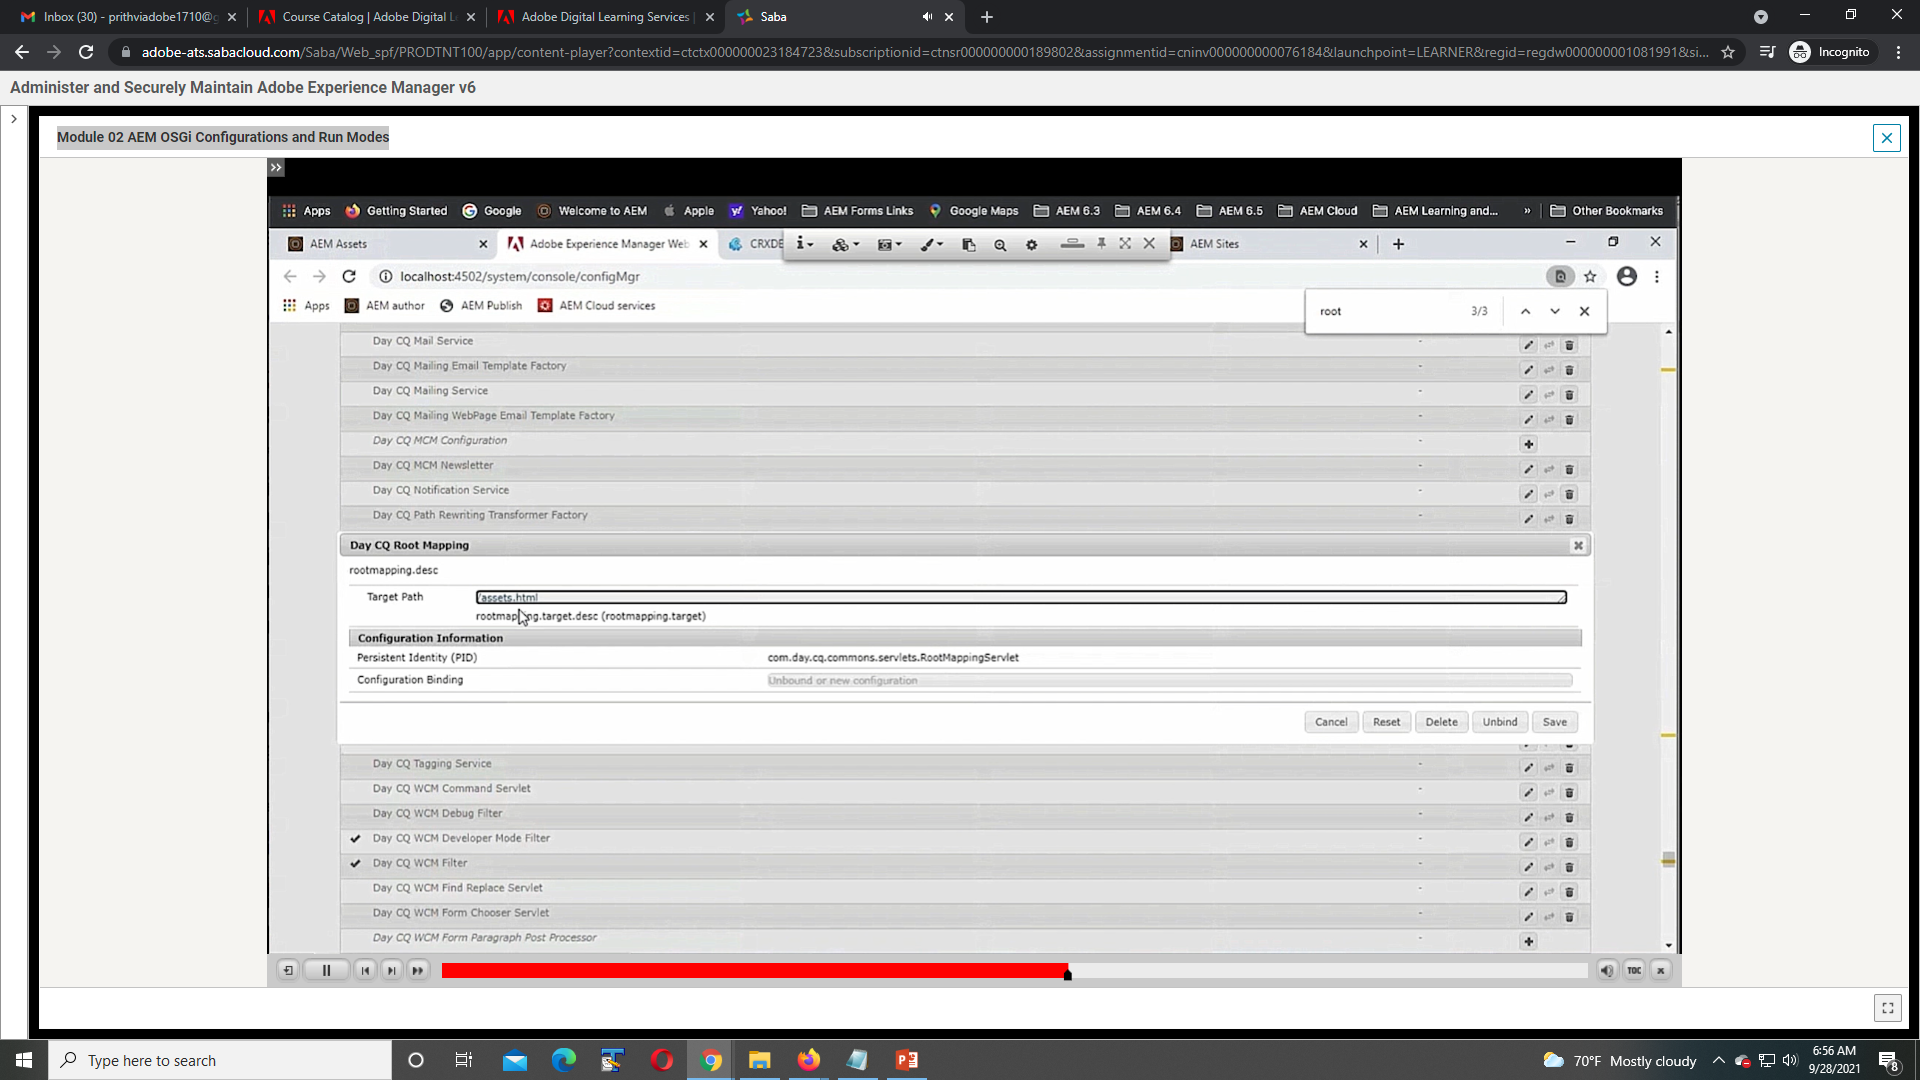 Inbox (30) - prithviadobe1710@g
Course Catalog | Adobe Digital L
Adobe Digital Learning Services |
Saba
adobe-ats.sabacloud.com/Saba/Web_spf/PRODTNT100/app/content-player?contextid=ctctx000000023184723&subscriptionid=ctnsr0000000000189802&assignmentid=cninv000000000076184&launchpoint=LEARNER&regid=regdw000000001081991&si...
Incognito
Administer and Securely Maintain Adobe Experience Manager v6
Module 02 AEM OSGi Configurations and Run Modes
Apps
Getting Started
Google
Welcome to AEM
Apple
Yahoo!
AEM Forms Links
Google Maps
AEM 6.3
AEM 6.4
AEM 6.5
AEM Cloud
AEM Learning and...
»
Other Bookmarks
AEM Assets
Adobe Experience Manager Web
CRXDE
AEM Sites
localhost:4502/system/console/configMgr
Apps
AEM author
AEM Publish
AEM Cloud services
root
3/3
Day CQ Mail Service -
Day CQ Mailing Email Template Factory -
Day CQ Mailing Service -
Day CQ Mailing WebPage Email Template Factory -
Day CQ MCM Configuration -
Day CQ MCM Newsletter -
Day CQ Notification Service -
Day CQ Path Rewriting Transformer Factory -
Day CQ Root Mapping
rootmapping.desc
Target Path
/assets.html
rootmapping.target.desc (rootmapping.target)
Configuration Information
Persistent Identity (PID) com.day.cq.commons.servlets.RootMappingServlet
Configuration Binding Unbound or new configuration
Cancel
Reset
Delete
Unbind
Save
Day CQ Tagging Service -
Day CQ WCM Command Servlet -
Day CQ WCM Debug Filter -
Day CQ WCM Developer Mode Filter -
Day CQ WCM Filter -
Day CQ WCM Find Replace Servlet -
Day CQ WCM Form Chooser Servlet -
Day CQ WCM Form Paragraph Post Processor -
TOC
Type here to search
70°F Mostly cloudy
6:56 AM
9/28/2021
8